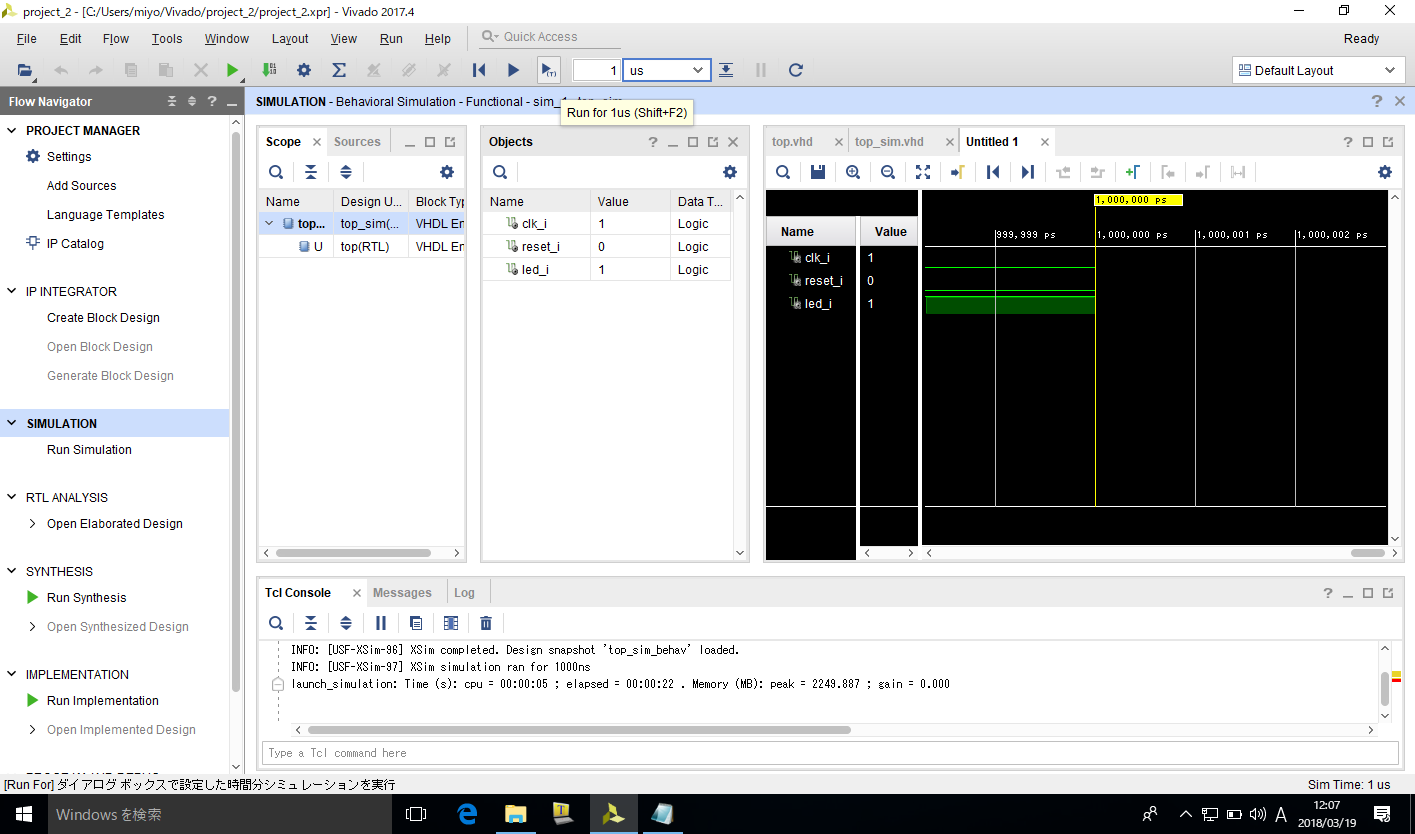 project_2 - [C:/Users/miyo/Vivado/project_2/project_2.xpr] - Vivado 2017.4
File Edit Flow Tools Window Layout View Run Help
Quick Access
Ready
1 us
Default Layout
Flow Navigator
SIMULATION - Behavioral Simulation - Functional - sim_1
Run for 1us (Shift+F2)
PROJECT MANAGER
Settings
Add Sources
Language Templates
IP Catalog
IP INTEGRATOR
Create Block Design
Open Block Design
Generate Block Design
SIMULATION
Run Simulation
RTL ANALYSIS
Open Elaborated Design
SYNTHESIS
Run Synthesis
Open Synthesized Design
IMPLEMENTATION
Run Implementation
Open Implemented Design
Scope Sources
Name Design U... Block Typ
top... top_sim(... VHDL En
U top(RTL) VHDL En
Objects
Name Value Data T...
clk_i 1 Logic
reset_i 0 Logic
led_i 1 Logic
top.vhd top_sim.vhd Untitled 1
1,000,000 ps
Name Value
999,999 ps 1,000,000 ps 1,000,001 ps 1,000,002 ps
clk_i 1
reset_i 0
led_i 1
Tcl Console Messages Log
INFO: [USF-XSim-96] XSim completed. Design snapshot 'top_sim_behav' loaded.
INFO: [USF-XSim-97] XSim simulation ran for 1000ns
launch_simulation: Time (s): cpu = 00:00:05 ; elapsed = 00:00:22 . Memory (MB): peak = 2249.887 ; gain = 0.000
Type a Tcl command here
[Run For] ダイアログ ボックスで設定した時間分シミュレーションを実行
Sim Time: 1 us
Windows を検索
A
12:07
2018/03/19